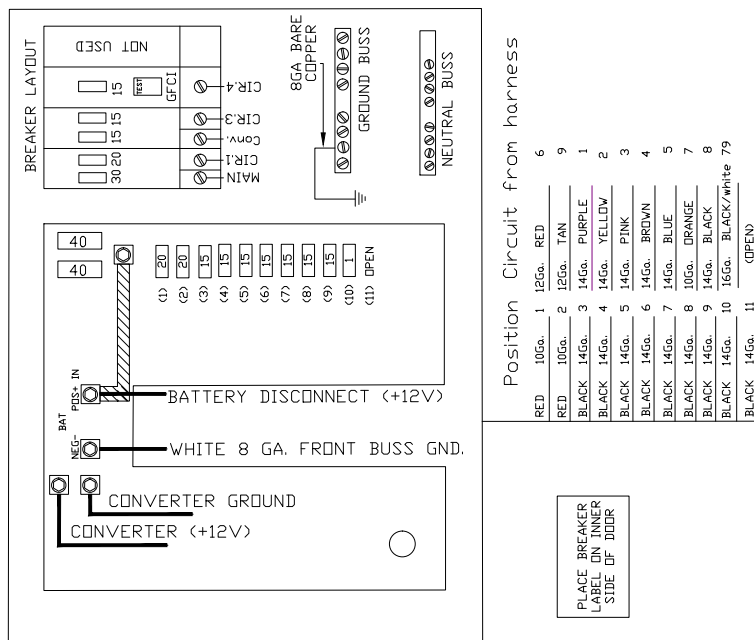 BREAKER LAYOUT
NOT USED
15
TEST
GFCI
CIR.4
15
CIR.3
15
Conv.
20
CIR.1
30
MAIN
8GA BARE
COPPER
GROUND BUSS
NEUTRAL BUSS
40
40
(1) 20
(2) 20
(3) 15
(4) 15
(5) 15
(6) 15
(7) 15
(8) 15
(9) 15
(10) 1
(11) OPEN
BAT
POS+ IN
NEG-
BATTERY DISCONNECT (+12V)
WHITE 8 GA. FRONT BUSS GND.
CONVERTER GROUND
CONVERTER (+12V)
Position Circuit from harness
RED 10Ga. 1 12Ga. RED 6
RED 10Ga. 2 12Ga. TAN 9
BLACK 14Ga. 3 14Ga. PURPLE 1
BLACK 14Ga. 4 14Ga. YELLOW 2
BLACK 14Ga. 5 14Ga. PINK 3
BLACK 14Ga. 6 14Ga. BROWN 4
BLACK 14Ga. 7 14Ga. BLUE 5
BLACK 14Ga. 8 10Ga. ORANGE 7
BLACK 14Ga. 9 14Ga. BLACK 8
BLACK 14Ga. 10 16Ga. BLACK/white 79
BLACK 14Ga. 11 (OPEN)
PLACE BREAKER
LABEL ON INNER
SIDE OF DOOR